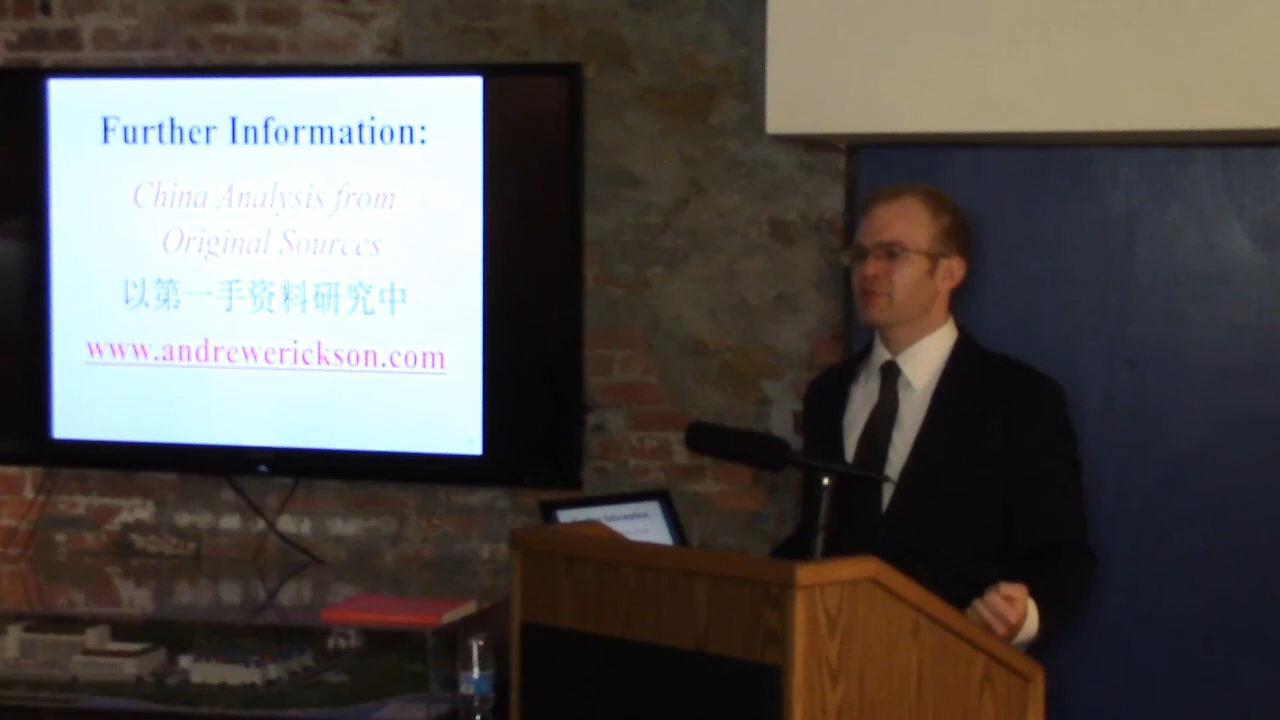 Further Information:
China Analysis from
Original Sources
以第一手资料研究中
www.andrewerickson.com
Information